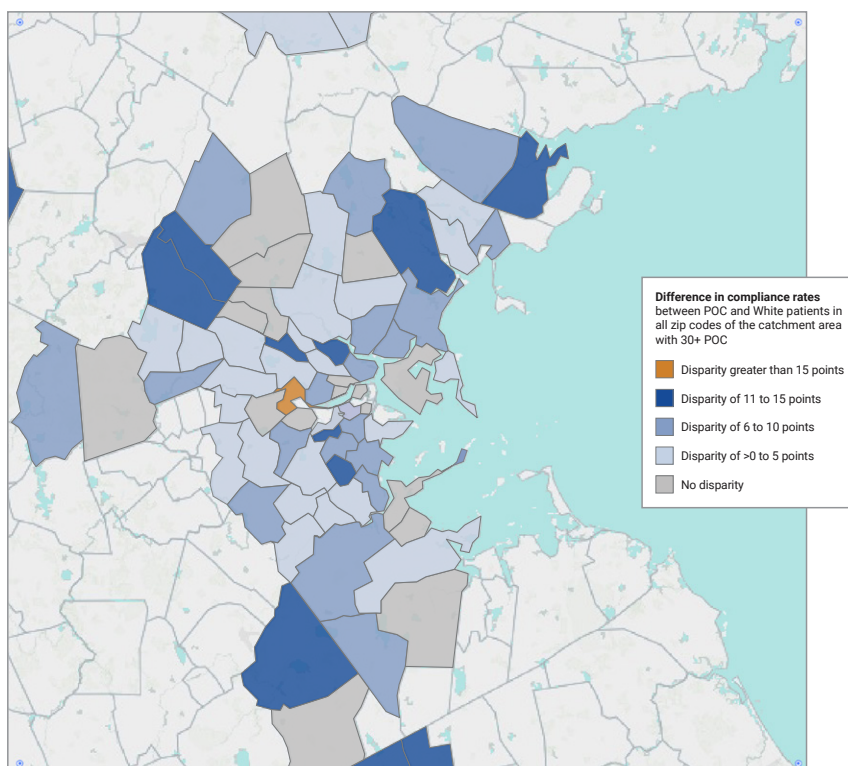 Difference in compliance rates
between POC and White patients in
all zip codes of the catchment area
with 30+ POC
Disparity greater than 15 points
Disparity of 11 to 15 points
Disparity of 6 to 10 points
Disparity of >0 to 5 points
No disparity